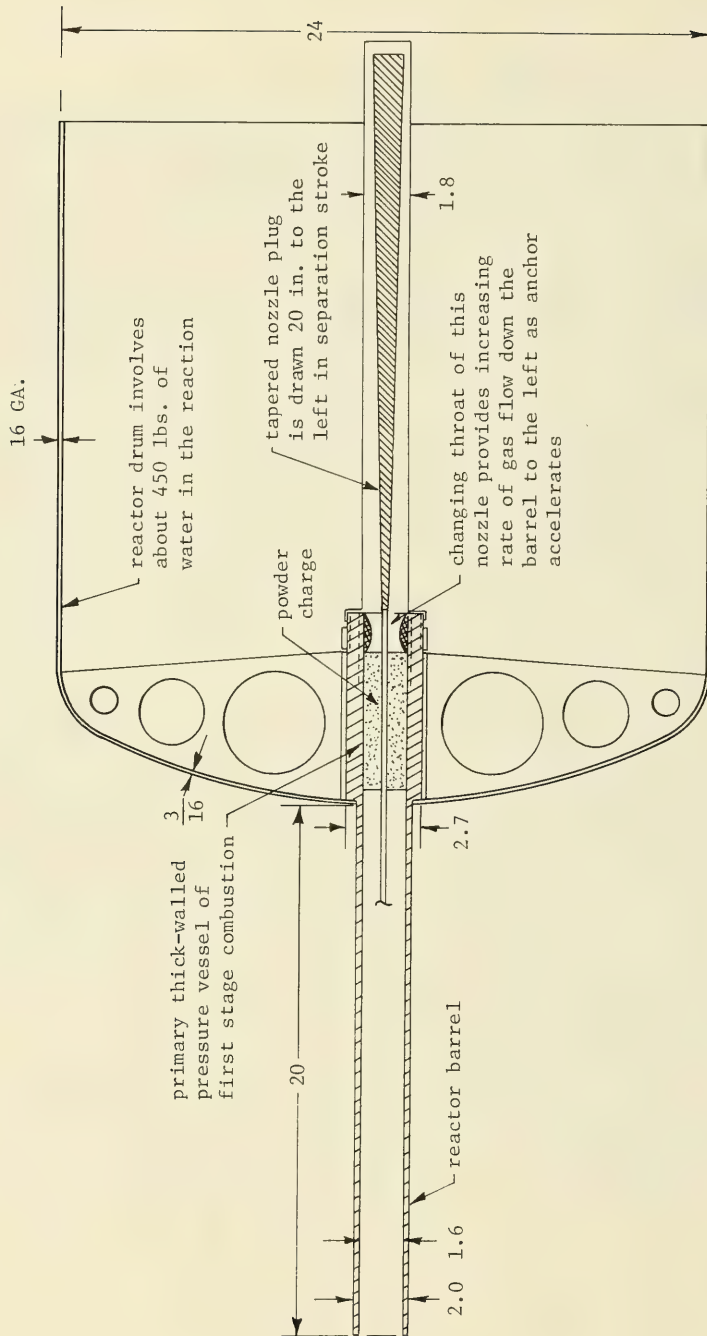 16 GA.
reactor drum involves
about 450 lbs. of
water in the reaction
24
tapered nozzle plug
is drawn 20 in. to the
left in separation stroke
1.8
powder
charge
changing throat of this
nozzle provides increasing
rate of gas flow down the
barrel to the left as anchor
accelerates
3
16
primary thick-walled
pressure vessel of
first stage combustion
2.7
20
reactor barrel
2.0 1.6